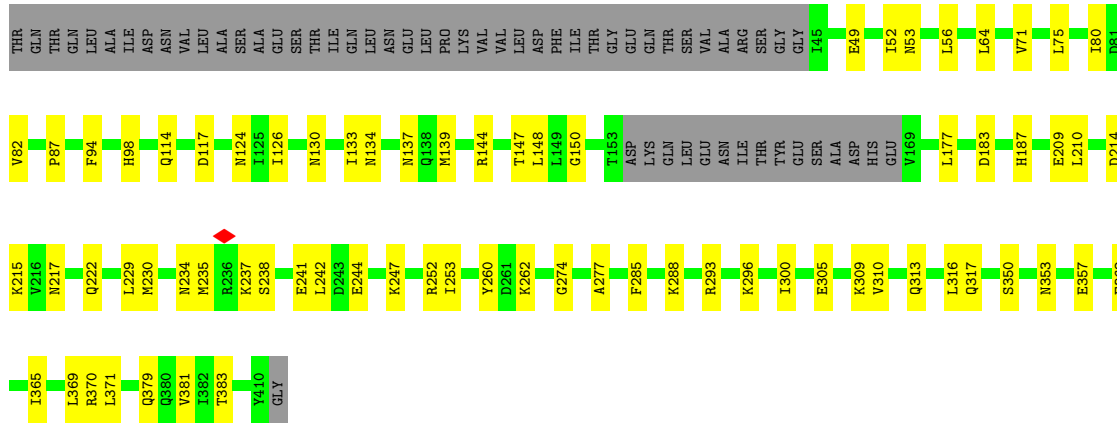 THR GLN THR GLN LEU ALA ILE ASP ASN VAL LEU ALA SER ALA GLU SER THR ILE GLN LEU ASN GLU LEU PRO LYS VAL VAL LEU ASP PHE ILE THR GLY GLU GLN THR SER VAL ALA ARG SER GLY GLY I45 E49 I52 N53 L56 L64 V71 L75 I80 D81
V82 P87 F94 H98 Q114 D117 N124 I125 I126 N130 I133 N134 N137 Q138 M139 R144 T147 L148 L149 G150 T153 ASP LYS GLN LEU GLU ASN ILE THR TYR GLU SER ALA ASP HIS GLU V169 L177 D183 H187 E209 L210 D214
K215 V216 N217 Q222 L229 M230 N234 M235 R236 K237 S238 E241 L242 D243 E244 K247 R252 I253 Y260 D261 K262 G274 A277 F285 K288 R293 K296 I300 E305 K309 V310 Q313 L316 Q317 S350 N353 E357
I365 L369 R370 L371 Q379 Q380 V381 I382 T383 Y410 GLY